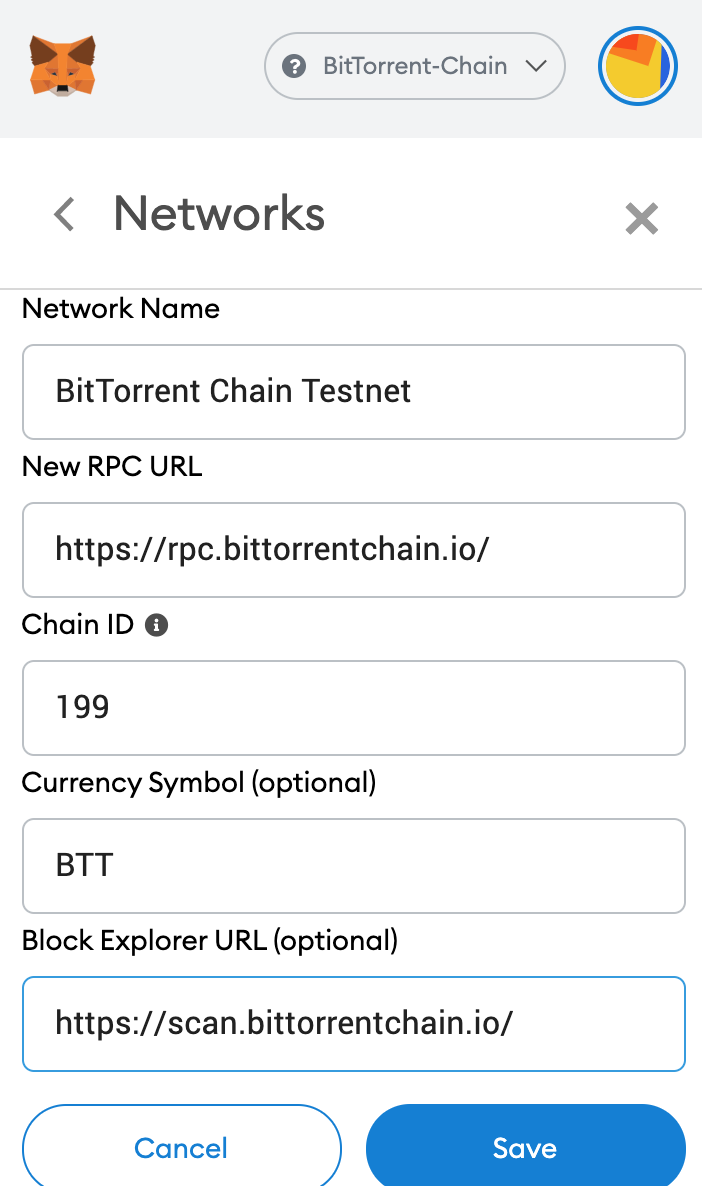 BitTorrent-Chain
Networks
Network Name
BitTorrent Chain Testnet
New RPC URL
https://rpc.bittorrentchain.io/
Chain ID
199
Currency Symbol (optional)
BTT
Block Explorer URL (optional)
https://scan.bittorrentchain.io/
Cancel Save